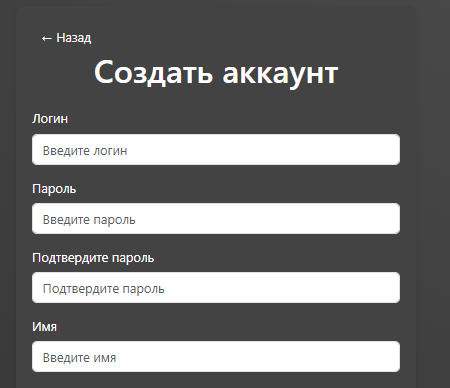 ← Назад
Создать аккаунт
Логин
Введите логин
Пароль
Введите пароль
Подтвердите пароль
Подтвердите пароль
Имя
Введите имя